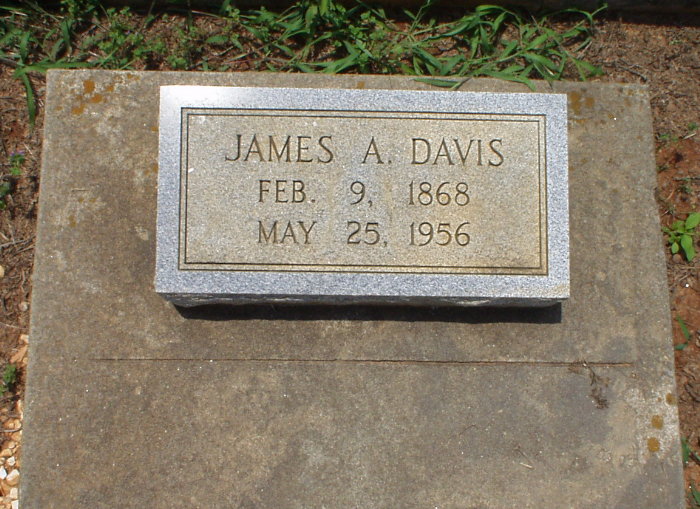 JAMES A. DAVIS
FEB. 9, 1868
MAY 25, 1956